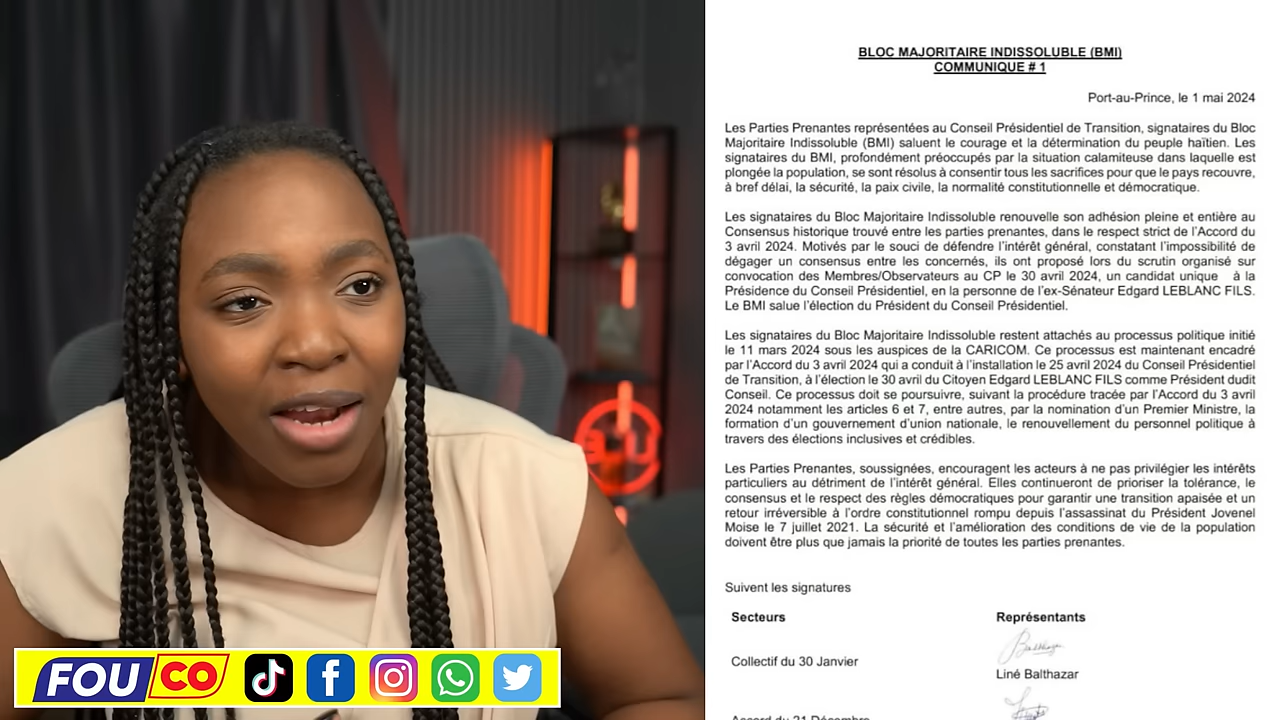 BLOC MAJORITAIRE INDISSOLUBLE (BMI)
COMMUNIQUE # 1
Port-au-Prince, le 1 mai 2024
Les Parties Prenantes représentées au Conseil Présidentiel de Transition, signataires du Bloc
Majoritaire Indissoluble (BMI) saluent le courage et la détermination du peuple haïtien. Les
signataires du BMI, profondément préoccupés par la situation calamiteuse dans laquelle est
plongée la population, se sont résolus à consentir tous les sacrifices pour que le pays recouvre,
à bref délai, la sécurité, la paix civile, la normalité constitutionnelle et démocratique.
Les signataires du Bloc Majoritaire Indissoluble renouvelle son adhésion pleine et entière au
Consensus historique trouvé entre les parties prenantes, dans le respect strict de l'Accord du
3 avril 2024. Motivés par le souci de défendre l'intérêt général, constatant l'impossibilité de
dégager un consensus entre les concernés, ils ont proposé lors du scrutin organisé sur
convocation des Membres/Observateurs au CP le 30 avril 2024, un candidat unique à la
Présidence du Conseil Présidentiel, en la personne de l'ex-Sénateur Edgard LEBLANC FILS.
Le BMI salue l'élection du Président du Conseil Présidentiel.
Les signataires du Bloc Majoritaire Indissoluble restent attachés au processus politique initié
le 11 mars 2024 sous les auspices de la CARICOM. Ce processus est maintenant encadré
par l'Accord du 3 avril 2024 qui a conduit à l'installation le 25 avril 2024 du Conseil Présidentiel
de Transition, à l'élection le 30 avril du Citoyen Edgard LEBLANC FILS comme Président dudit
Conseil. Ce processus doit se poursuivre, suivant la procédure tracée par l'Accord du 3 avril
2024 notamment les articles 6 et 7, entre autres, par la nomination d'un Premier Ministre, la
formation d'un gouvernement d'union nationale, le renouvellement du personnel politique à
travers des élections inclusives et crédibles.
Les Parties Prenantes, soussignées, encouragent les acteurs à ne pas privilégier les intérêts
particuliers au détriment de l'intérêt général. Elles continueront de prioriser la tolérance, le
consensus et le respect des règles démocratiques pour garantir une transition apaisée et un
retour irréversible à l'ordre constitutionnel rompu depuis l'assassinat du Président Jovenel
Moise le 7 juillet 2021. La sécurité et l'amélioration des conditions de vie de la population
doivent être plus que jamais la priorité de toutes les parties prenantes.
Suivent les signatures
Secteurs Représentants
Collectif du 30 Janvier
Liné Balthazar
Accord du 21 Décembre
FOUCO